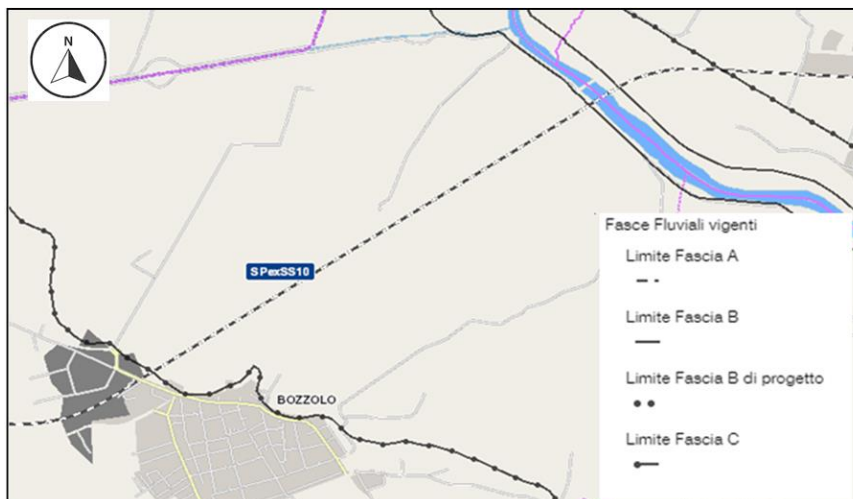 N
SPexSS10
BOZZOLO
Fasce Fluviali vigenti
Limite Fascia A
Limite Fascia B
Limite Fascia B di progetto
Limite Fascia C